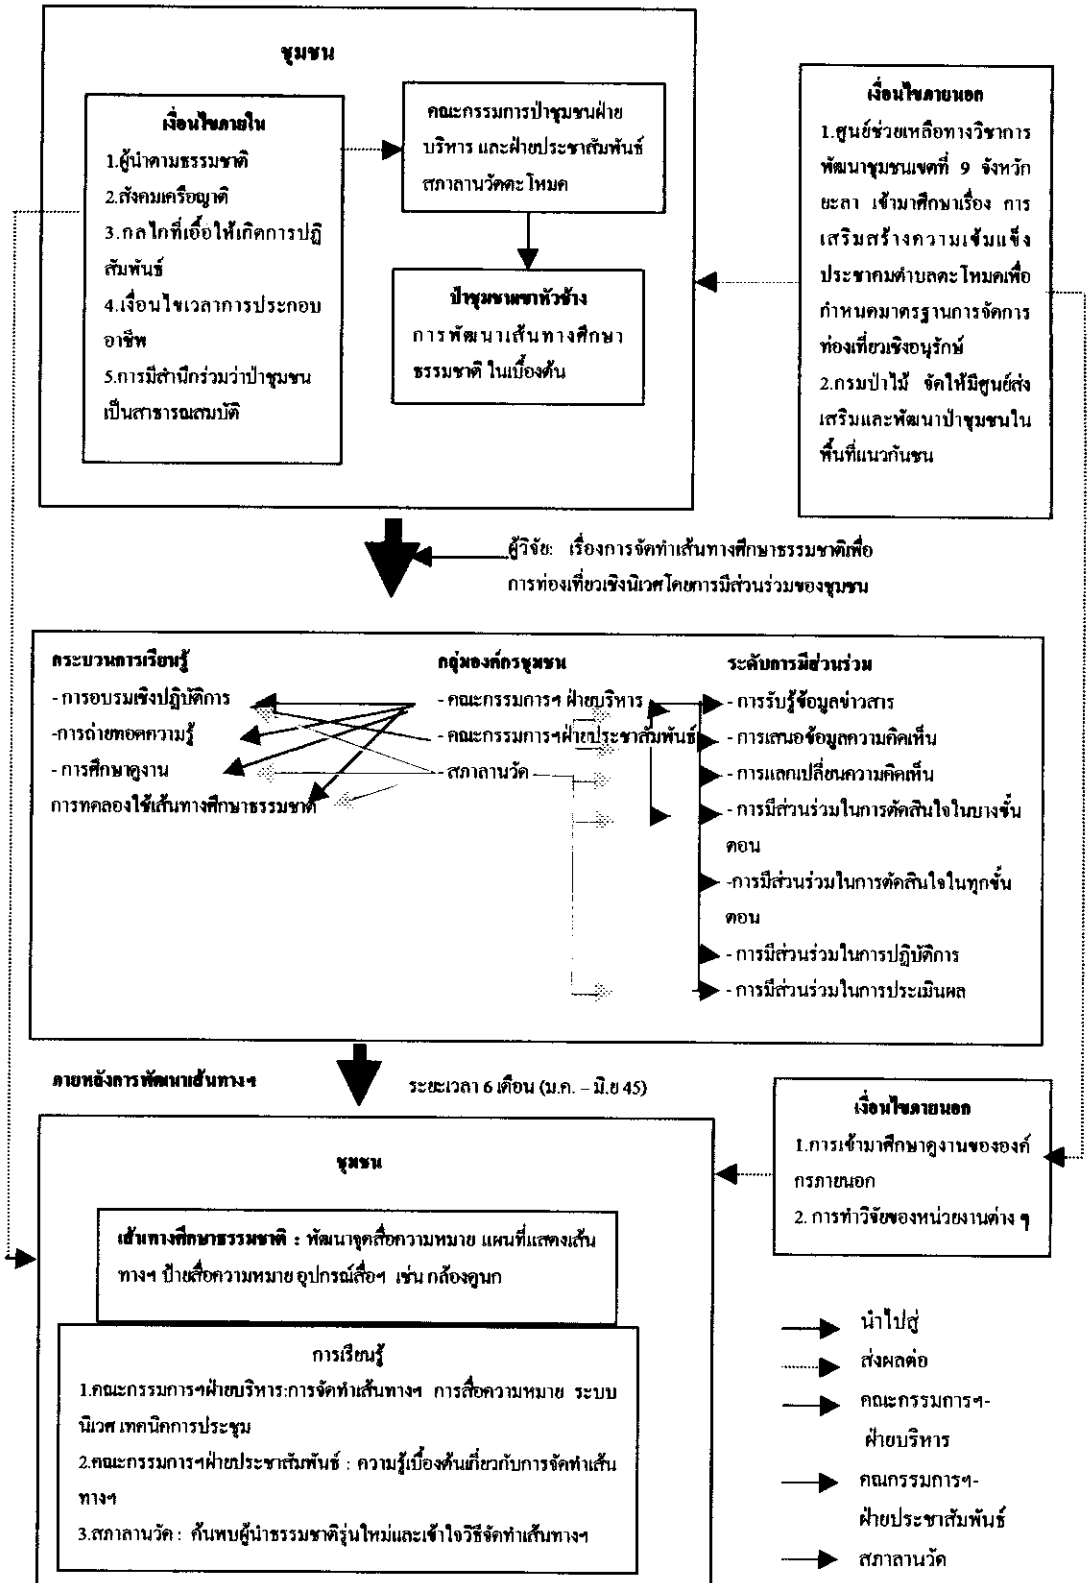 ชุมชน
เงื่อนไขภายใน
1.ผู้นำตามธรรมชาติ
2.สังคมเครือญาติ
3.กลไกที่เอื้อให้เกิดการปฏิ
สัมพันธ์
4.เงื่อนไขเวลาการประกอบ
อาชีพ
5.การมีสำนึกร่วมว่าป่าชุมชน
เป็นสาธารณสมบัติ
คณะกรรมการป่าชุมชนฝ่าย
บริหาร และฝ่ายประชาสัมพันธ์
สภาลานวัดตะโหมด
ป่าชุมชนเขาหัวช้าง
การพัฒนาเส้นทางศึกษา
ธรรมชาติ ในเบื้องต้น
เงื่อนไขภายนอก
1.ศูนย์ช่วยเหลือทางวิชาการ
พัฒนาชุมชนเขตที่ 9 จังหวัด
ยะลา เข้ามาศึกษาเรื่อง การ
เสริมสร้างความเข้มแข็ง
ประชาคมตำบลตะโหมดเพื่อ
กำหนดมาตรฐานการจัดการ
ท่องเที่ยวเชิงอนุรักษ์
2.กรมป่าไม้ จัดให้มีศูนย์ส่ง
เสริมและพัฒนาป่าชุมชนใน
พื้นที่แนวกันชน
ผู้วิจัย: เรื่องการจัดทำเส้นทางศึกษาธรรมชาติเพื่อ
การท่องเที่ยวเชิงนิเวศโดยการมีส่วนร่วมของชุมชน
กระบวนการเรียนรู้
- การอบรมเชิงปฏิบัติการ
-การถ่ายทอดความรู้
- การศึกษาดูงาน
การทดลองใช้เส้นทางศึกษาธรรมชาติ
กลุ่มองค์กรชุมชน
- คณะกรรมการฯ ฝ่ายบริหาร
- คณะกรรมการฯฝ่ายประชาสัมพันธ์
- สภาลานวัด
ระดับการมีส่วนร่วม
- การรับรู้ข้อมูลข่าวสาร
- การเสนอข้อมูลความคิดเห็น
- การแลกเปลี่ยนความคิดเห็น
- การมีส่วนร่วมในการตัดสินใจในบางขั้น
ตอน
-การมีส่วนร่วมในการตัดสินใจในทุกขั้น
ตอน
- การมีส่วนร่วมในการปฏิบัติการ
- การมีส่วนร่วมในการประเมินผล
ภายหลังการพัฒนาเส้นทางฯ
ระยะเวลา 6 เดือน (ม.ค. – มิ.ย 45)
เงื่อนไขภายนอก
1.การเข้ามาศึกษาดูงานขององค์
กรภายนอก
2. การทำวิจัยของหน่วยงานต่าง ๆ
ชุมชน
เส้นทางศึกษาธรรมชาติ : พัฒนาจุดสื่อความหมาย แผนที่แสดงเส้น
ทางฯ ป้ายสื่อความหมาย อุปกรณ์สื่อฯ เช่น กล้องดูนก
การเรียนรู้
1.คณะกรรมการฯฝ่ายบริหาร:การจัดทำเส้นทางฯ การสื่อความหมาย ระบบ
นิเวศ เทคนิคการประชุม
2.คณะกรรมการฯฝ่ายประชาสัมพันธ์ : ความรู้เบื้องต้นเกี่ยวกับการจัดทำเส้น
ทางฯ
3.สภาลานวัด : ค้นพบผู้นำธรรมชาติรุ่นใหม่และเข้าใจวิธีจัดทำเส้นทางฯ
นำไปสู่
ส่งผลต่อ
คณะกรรมการฯ-
ฝ่ายบริหาร
คณกรรมการฯ-
ฝ่ายประชาสัมพันธ์
สภาลานวัด